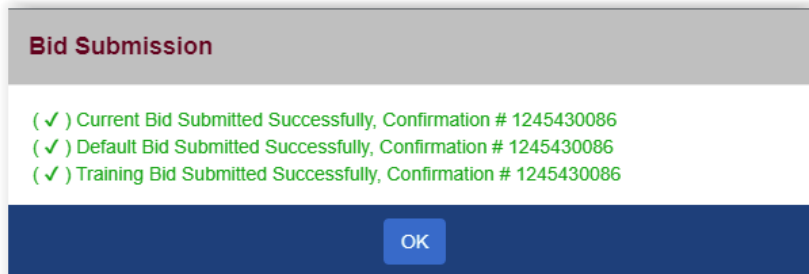 Bid Submission
( ✓ ) Current Bid Submitted Successfully, Confirmation # 1245430086
( ✓ ) Default Bid Submitted Successfully, Confirmation # 1245430086
( ✓ ) Training Bid Submitted Successfully, Confirmation # 1245430086
OK